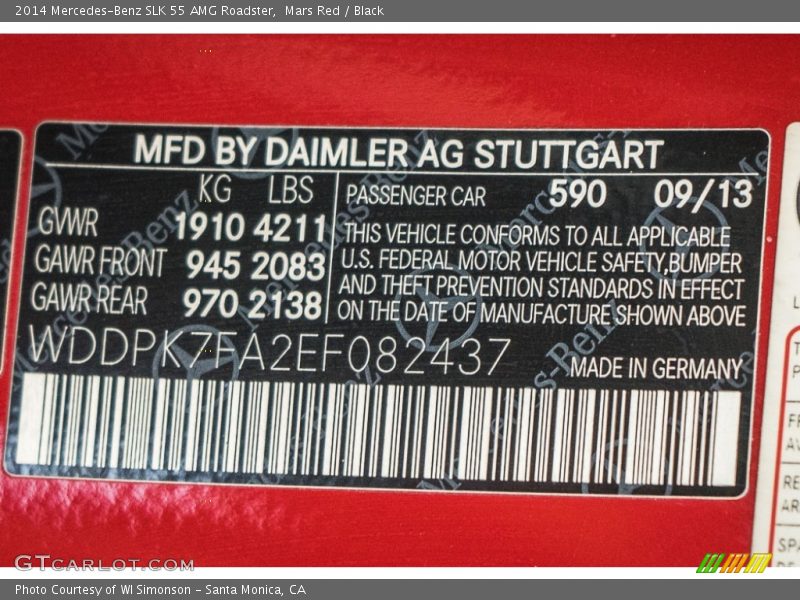 2014 Mercedes-Benz SLK 55 AMG Roadster,  Mars Red / Black
MFD BY DAIMLER AG STUTTGART
KG LBS
GVWR 1910 4211
GAWR FRONT 945 2083
GAWR REAR 970 2138
PASSENGER CAR 590 09/13
THIS VEHICLE CONFORMS TO ALL APPLICABLE
U.S. FEDERAL MOTOR VEHICLE SAFETY,BUMPER
AND THEFT PREVENTION STANDARDS IN EFFECT
ON THE DATE OF MANUFACTURE SHOWN ABOVE
WDDPK7FA2EF082437
MADE IN GERMANY
GTCARLOT.COM
Photo Courtesy of WI Simonson – Santa Monica, CA